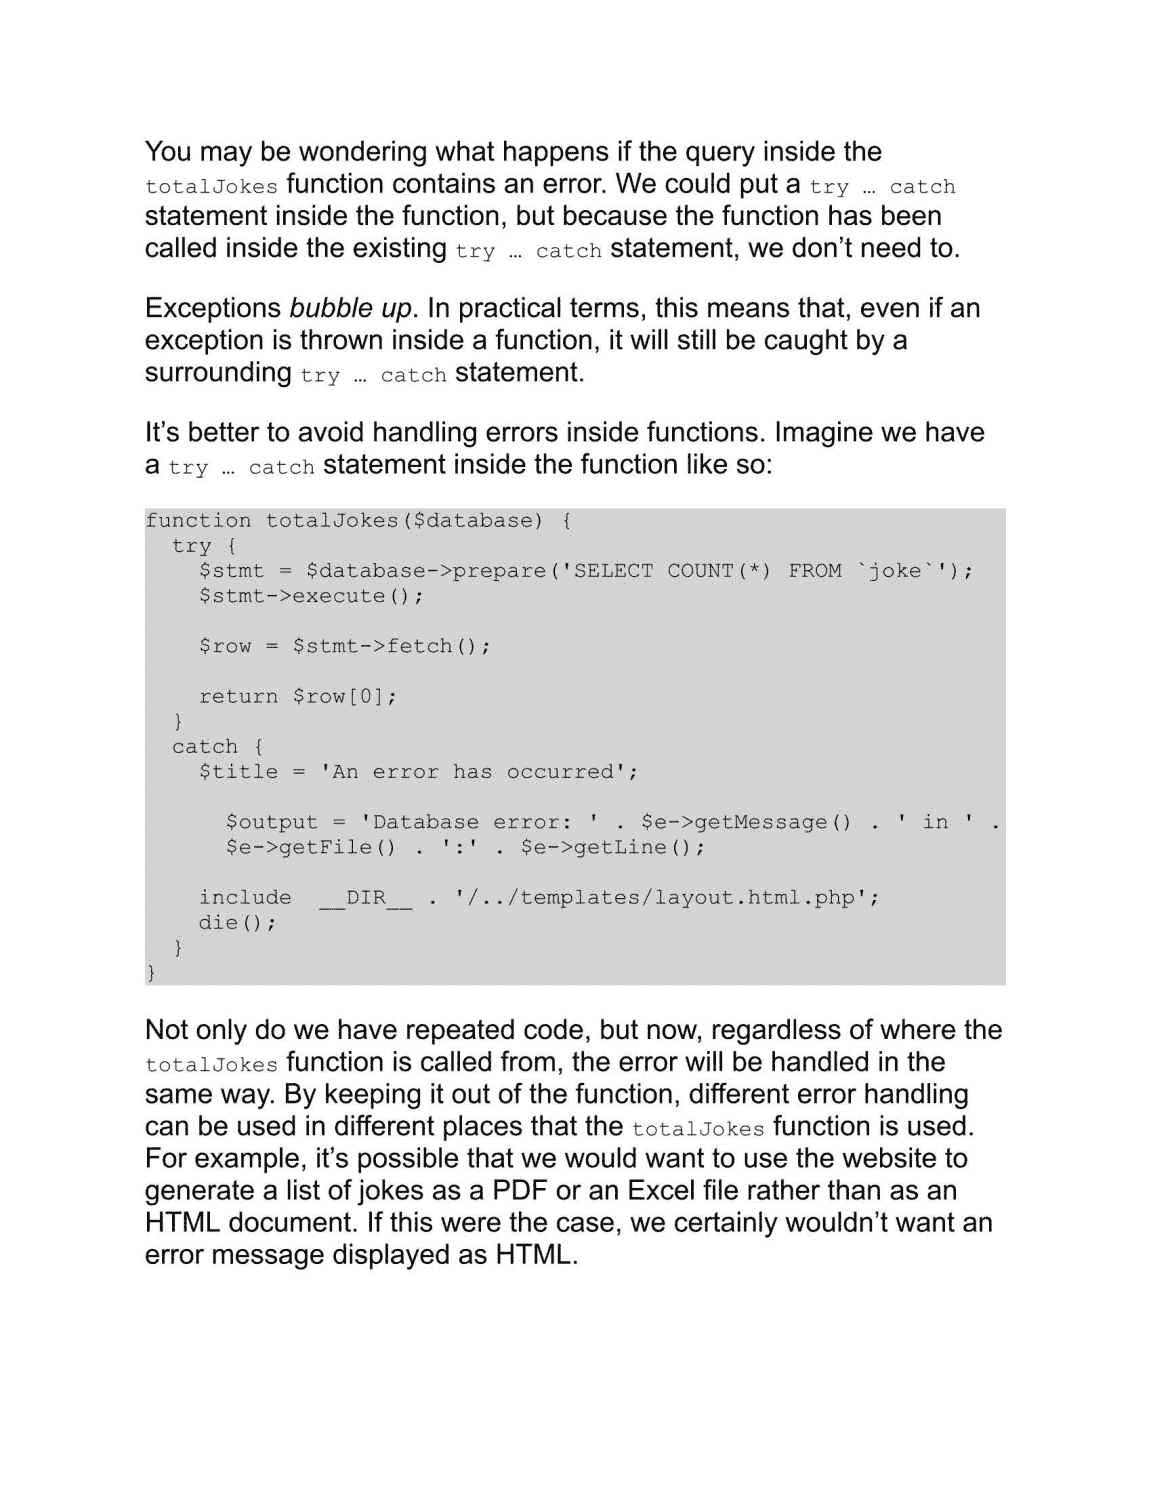 You may be wondering what happens if the query inside the
totalJokes function contains an error. We could put a try … catch
statement inside the function, but because the function has been
called inside the existing try … catch statement, we don’t need to.
Exceptions bubble up. In practical terms, this means that, even if an
exception is thrown inside a function, it will still be caught by a
surrounding try … catch statement.
It’s better to avoid handling errors inside functions. Imagine we have
a try … catch statement inside the function like so:
function totalJokes($database) {
  try {
    $stmt = $database->prepare('SELECT COUNT(*) FROM `joke`');
    $stmt->execute();
    $row = $stmt->fetch();
    return $row[0];
  }
  catch {
    $title = 'An error has occurred';
      $output = 'Database error: ' . $e->getMessage() . ' in ' .
      $e->getFile() . ':' . $e->getLine();
    include  __DIR__ . '/../templates/layout.html.php';
    die();
  }
}
Not only do we have repeated code, but now, regardless of where the
totalJokes function is called from, the error will be handled in the
same way. By keeping it out of the function, different error handling
can be used in different places that the totalJokes function is used.
For example, it’s possible that we would want to use the website to
generate a list of jokes as a PDF or an Excel file rather than as an
HTML document. If this were the case, we certainly wouldn’t want an
error message displayed as HTML.